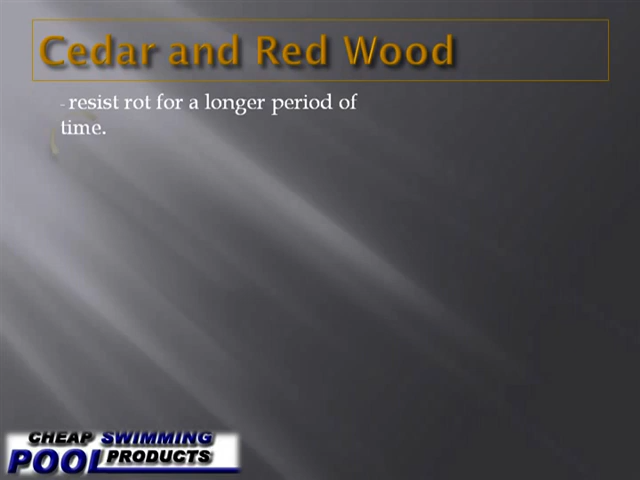 Cedar and Red Wood
- resist rot for a longer period of
time.
CHEAP SWIMMING
POOL PRODUCTS